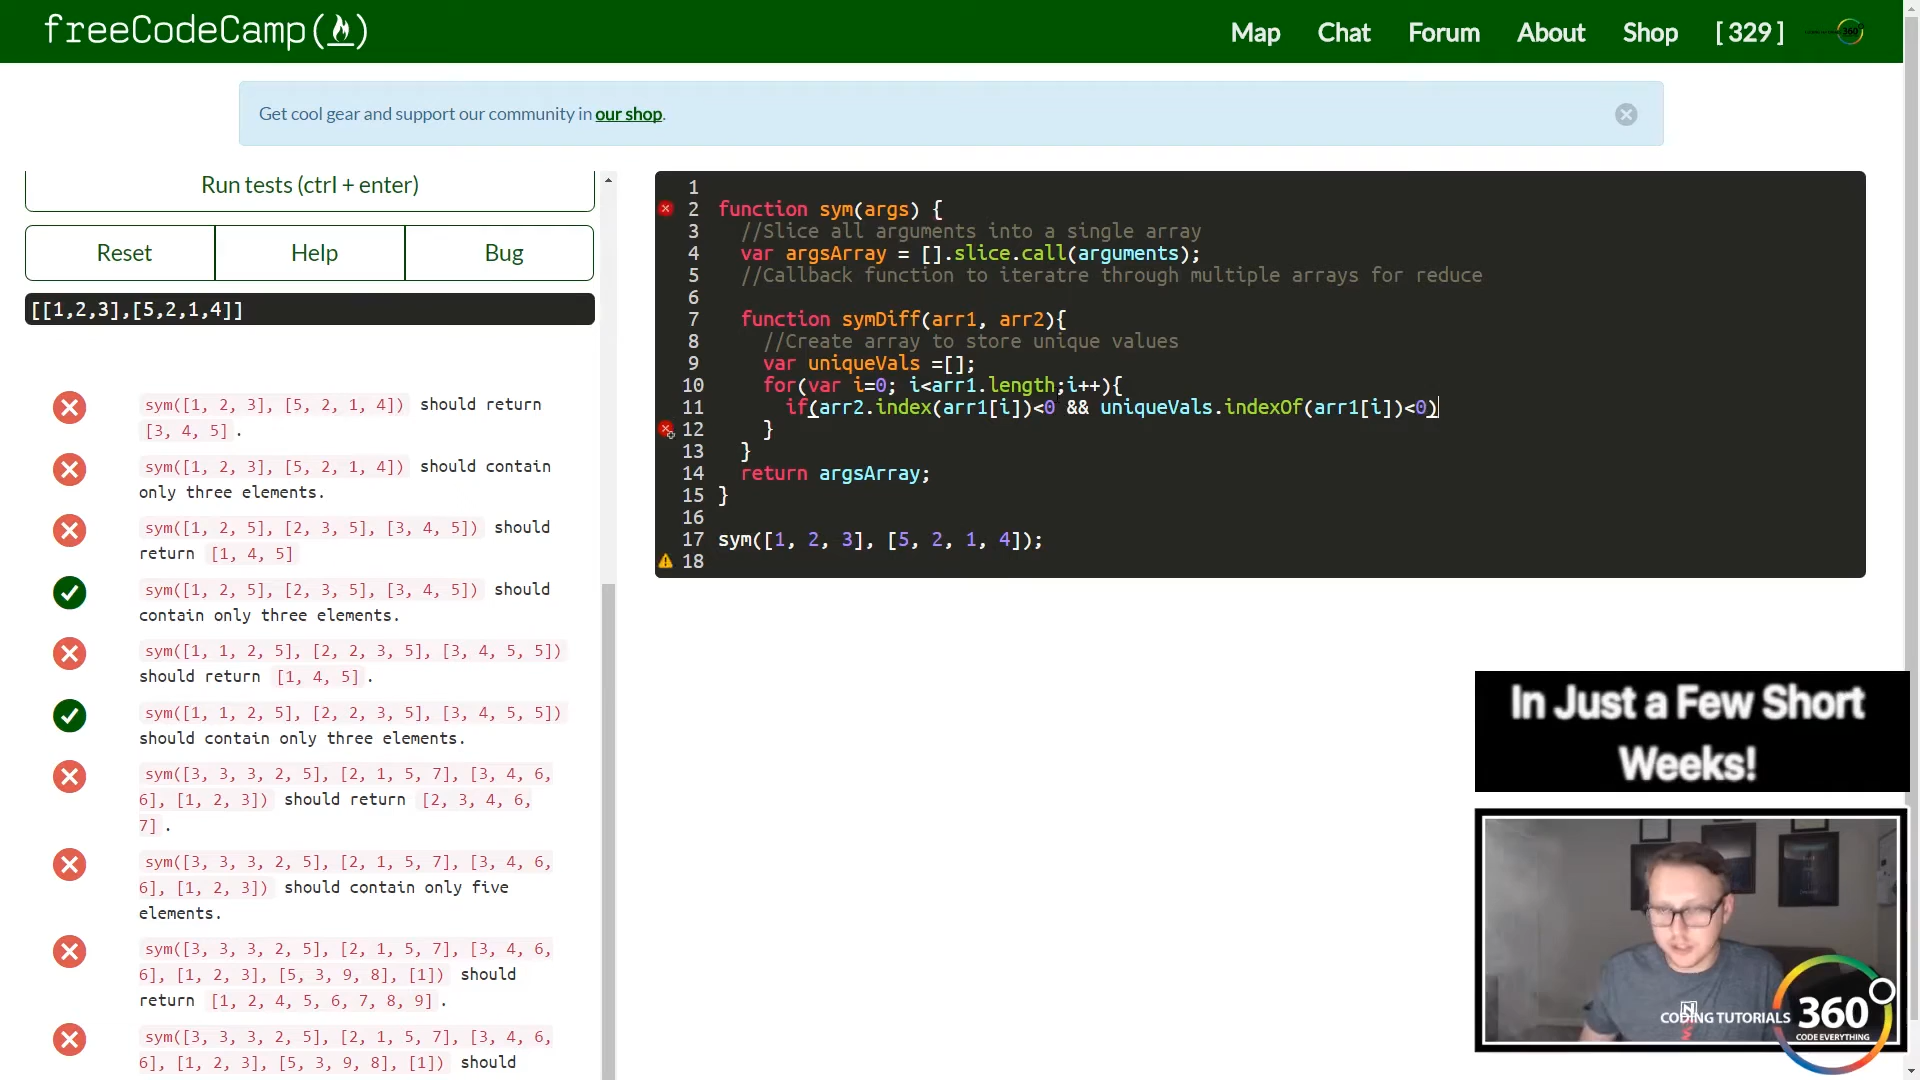 freeCodeCamp(🔥)
Map Chat Forum About Shop [ 329 ] 360
Get cool gear and support our community in our shop.
Run tests (ctrl + enter)
Reset Help Bug
[[1,2,3],[5,2,1,4]]
sym([1, 2, 3], [5, 2, 1, 4]) should return
[3, 4, 5].
sym([1, 2, 3], [5, 2, 1, 4]) should contain
only three elements.
sym([1, 2, 5], [2, 3, 5], [3, 4, 5]) should
return [1, 4, 5]
sym([1, 2, 5], [2, 3, 5], [3, 4, 5]) should
contain only three elements.
sym([1, 1, 2, 5], [2, 2, 3, 5], [3, 4, 5, 5])
should return [1, 4, 5].
sym([1, 1, 2, 5], [2, 2, 3, 5], [3, 4, 5, 5])
should contain only three elements.
sym([3, 3, 3, 2, 5], [2, 1, 5, 7], [3, 4, 6,
6], [1, 2, 3]) should return [2, 3, 4, 6,
7].
sym([3, 3, 3, 2, 5], [2, 1, 5, 7], [3, 4, 6,
6], [1, 2, 3]) should contain only five
elements.
sym([3, 3, 3, 2, 5], [2, 1, 5, 7], [3, 4, 6,
6], [1, 2, 3], [5, 3, 9, 8], [1]) should
return [1, 2, 4, 5, 6, 7, 8, 9].
sym([3, 3, 3, 2, 5], [2, 1, 5, 7], [3, 4, 6,
6], [1, 2, 3], [5, 3, 9, 8], [1]) should
1
2 function sym(args) {
3 //Slice all arguments into a single array
4 var argsArray = [].slice.call(arguments);
5 //Callback function to iteratre through multiple arrays for reduce
6
7 function symDiff(arr1, arr2){
8 //Create array to store unique values
9 var uniqueVals =[];
10 for(var i=0; i<arr1.length;i++){
11 if(arr2.index(arr1[i])<0 && uniqueVals.indexOf(arr1[i])<0)
12 }
13 }
14 return argsArray;
15 }
16
17 sym([1, 2, 3], [5, 2, 1, 4]);
18
In Just a Few Short
Weeks!
N
CODING TUTORIALS 360
CODE EVERYTHING